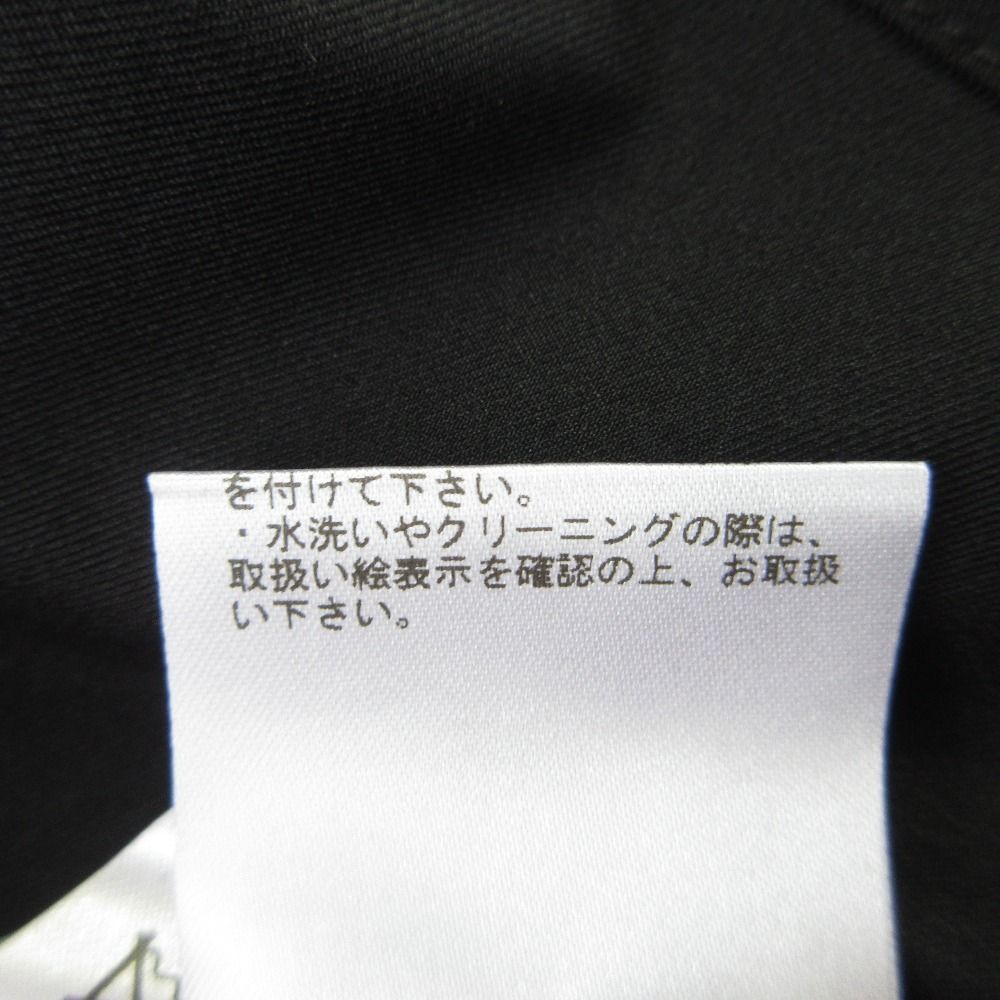 を付けて下さい。
・水洗いやクリーニングの際は、
取扱い絵表示を確認の上、お取扱
い下さい。